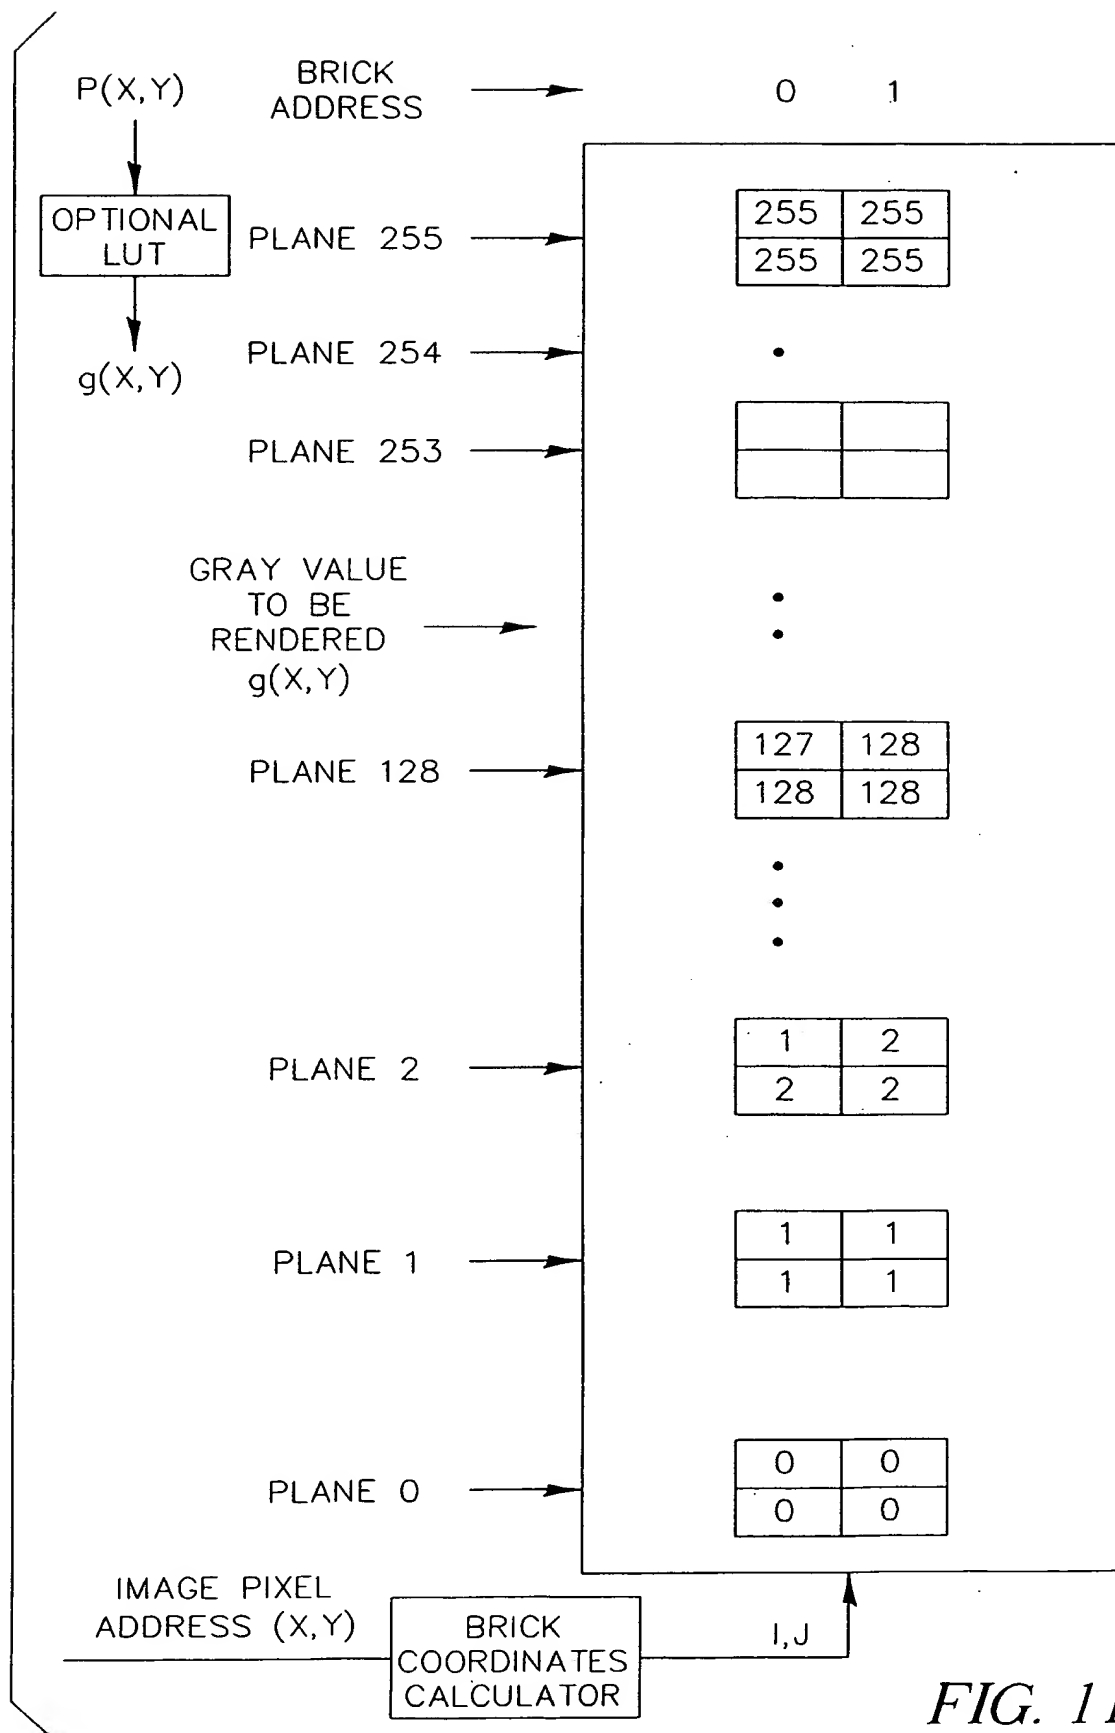 P(X,Y)
BRICK
ADDRESS
0 1
OPTIONAL
LUT
g(X,Y)
PLANE 255
255 255
255 255
PLANE 254
PLANE 253
GRAY VALUE
TO BE
RENDERED
g(X,Y)
PLANE 128
127 128
128 128
PLANE 2
1 2
2 2
PLANE 1
1 1
1 1
PLANE 0
0 0
0 0
IMAGE PIXEL
ADDRESS (X,Y)
BRICK
COORDINATES
CALCULATOR
I,J
FIG. 11